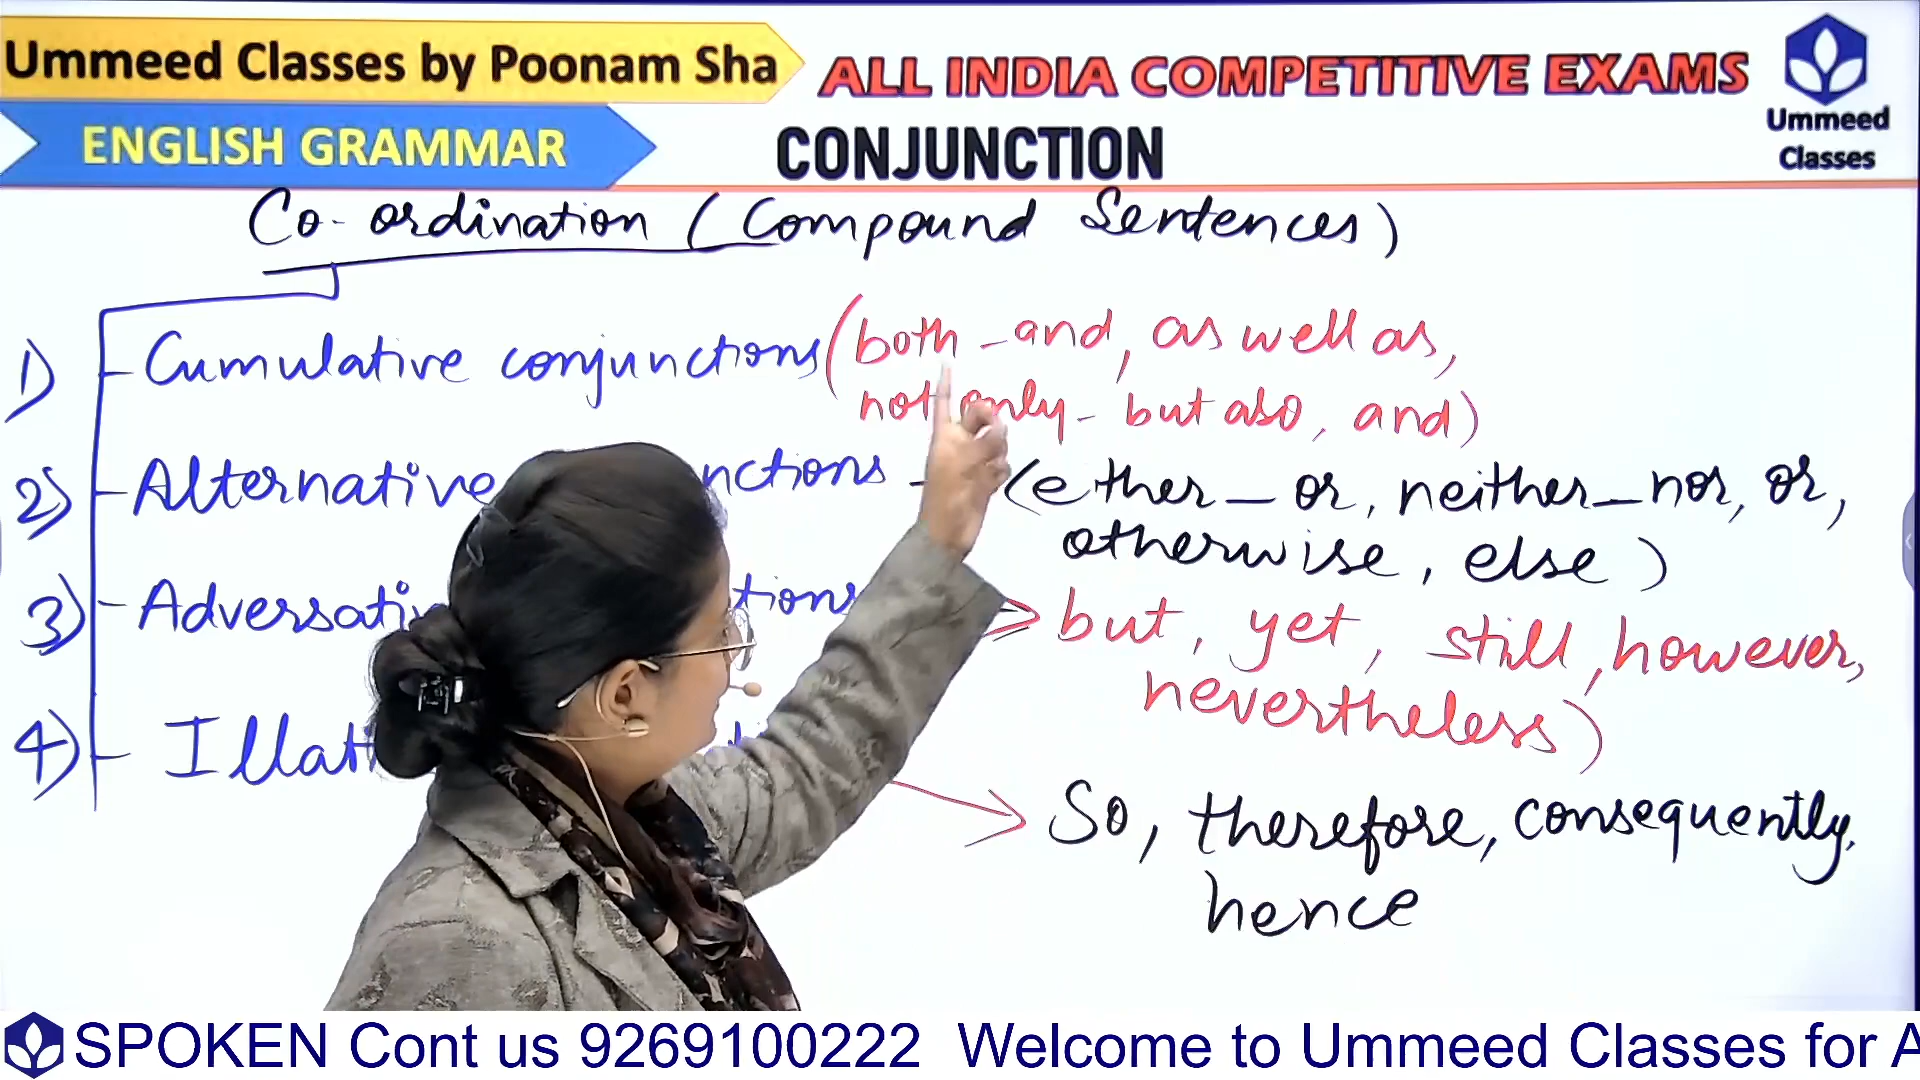 Ummeed Classes by Poonam Sha
ALL INDIA COMPETITIVE EXAMS
Ummeed
Classes
ENGLISH GRAMMAR
CONJUNCTION
Co-ordination (Compound Sentences)
1) - Cumulative conjunctions (both - and, as well as,
not only - but also, and)
2) - Alternative nctions - (either - or, neither - nor, or,
otherwise, else)
3) - Adversati tions but, yet, still, however,
nevertheless)
4) - Illat
So, therefore, consequently,
hence
SPOKEN Cont us 9269100222 Welcome to Ummeed Classes for A